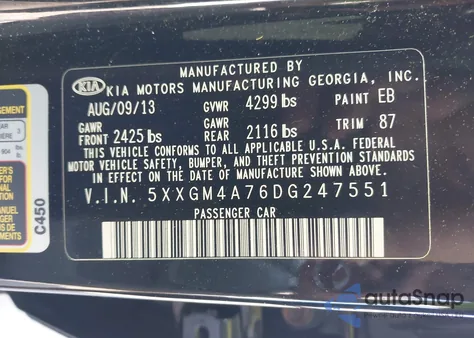 MANUFACTURED BY
KIA KIA MOTORS MANUFACTURING GEORGIA, INC.
AUG/09/13 GVWR 4299 lbs PAINT EB
GAWR FRONT 2425 lbs GAWR REAR 2116 lbs TRIM 87
THIS VEHICLE CONFORMS TO ALL APPLICABLE U.S.A. FEDERAL
MOTOR VEHICLE SAFETY, BUMPER, AND THEFT STANDARDS
IN EFFECT ON THE DATE OF MANUFACTURE SHOWN ABOVE.
V.I.N. 5XXGM4A76DG247551
PASSENGER CAR
C450
autoSnap